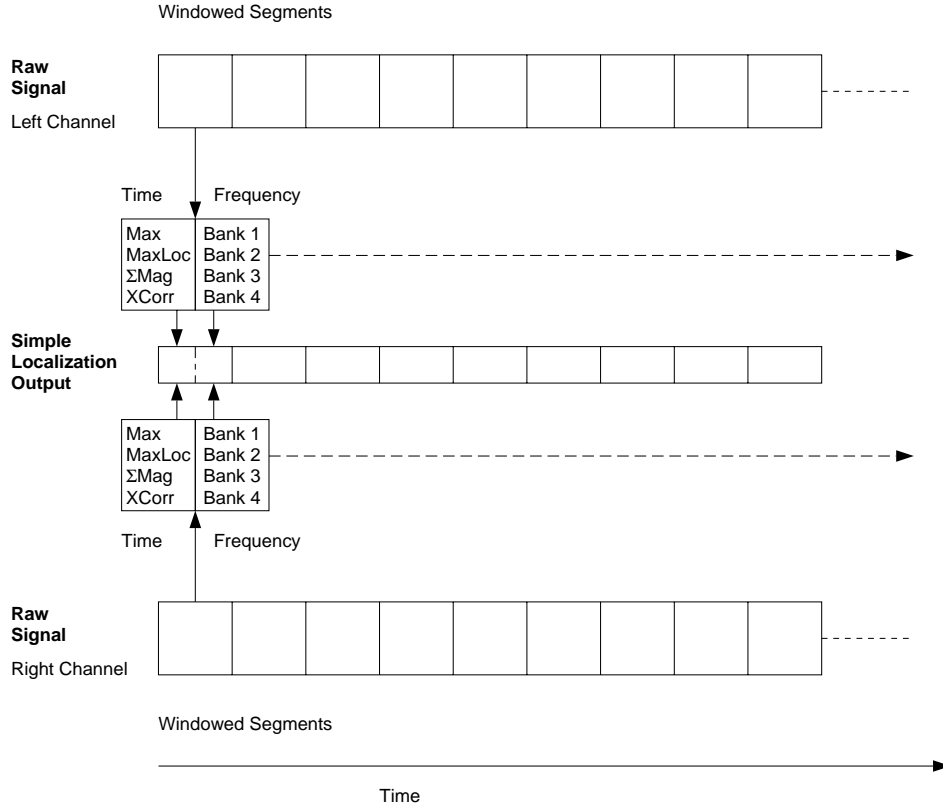 Windowed Segments
Raw
Signal
Left Channel
Time Frequency
Max Bank 1
MaxLoc Bank 2
ΣMag Bank 3
XCorr Bank 4
Simple
Localization
Output
Max Bank 1
MaxLoc Bank 2
ΣMag Bank 3
XCorr Bank 4
Time Frequency
Raw
Signal
Right Channel
Windowed Segments
Time